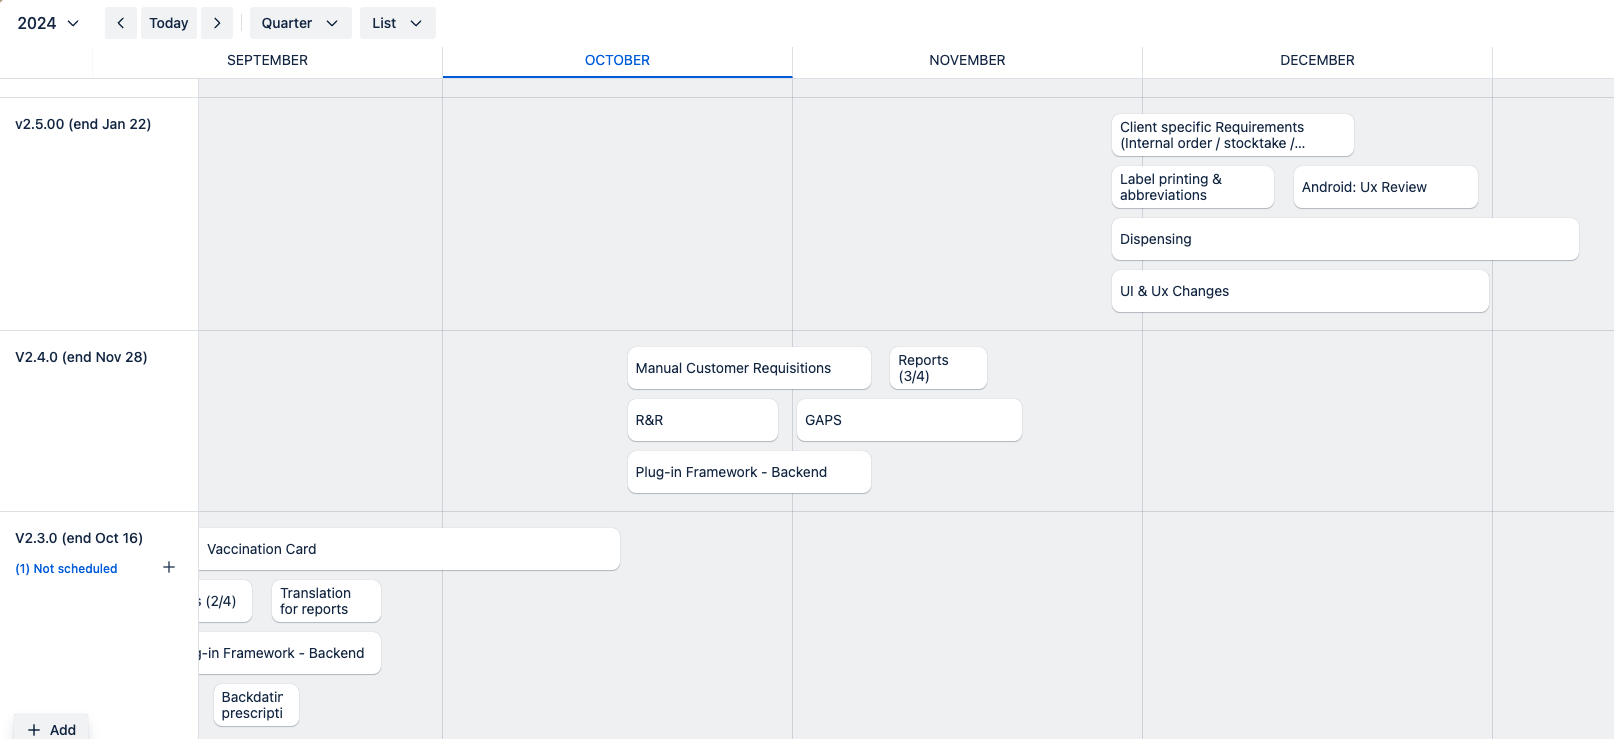 2024
Today
Quarter
List
SEPTEMBER
OCTOBER
NOVEMBER
DECEMBER
v2.5.00 (end Jan 22)
Client specific Requirements
(Internal order / stocktake /...
Label printing &
abbreviations
Android: Ux Review
Dispensing
UI & Ux Changes
V2.4.0 (end Nov 28)
Manual Customer Requisitions
Reports
(3/4)
R&R
GAPS
Plug-in Framework - Backend
V2.3.0 (end Oct 16)
(1) Not scheduled
Vaccination Card
(2/4)
Translation
for reports
-in Framework - Backend
Backdatin
prescripti
Add